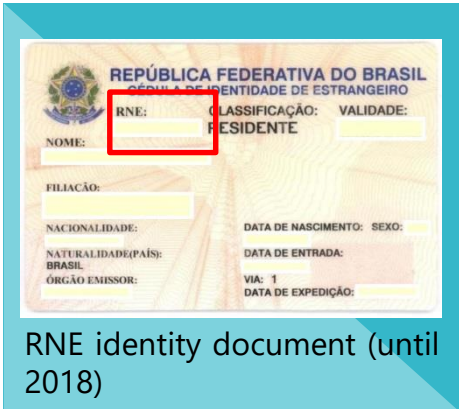 REPÚBLICA FEDERATIVA DO BRASIL
CÉDULA DE IDENTIDADE DE ESTRANGEIRO
RNE: CLASSIFICAÇÃO: VALIDADE:
RESIDENTE
NOME:
FILIAÇÃO:
NACIONALIDADE: DATA DE NASCIMENTO: SEXO:
NATURALIDADE(PAÍS): DATA DE ENTRADA:
BRASIL
ÓRGÃO EMISSOR: VIA: 1
DATA DE EXPEDIÇÃO:
RNE identity document (until
2018)